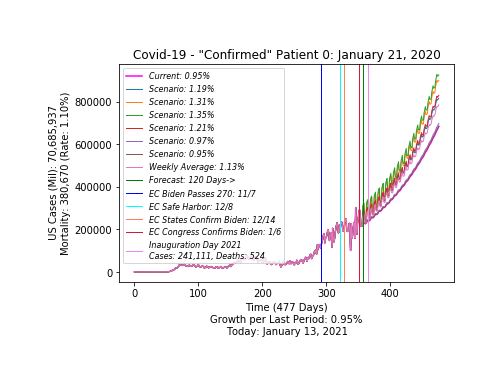 Covid-19 - "Confirmed" Patient 0: January 21, 2020
US Cases (Mil): 70,685,937
Mortality: 380,670 (Rate: 1.10%)
800000
600000
400000
200000
0
Current: 0.95%
Scenario: 1.19%
Scenario: 1.31%
Scenario: 1.35%
Scenario: 1.21%
Scenario: 0.97%
Scenario: 0.95%
Weekly Average: 1.13%
Forecast: 120 Days->
EC Biden Passes 270: 11/7
EC Safe Harbor: 12/8
EC States Confirm Biden: 12/14
EC Congress Confirms Biden: 1/6
Inauguration Day 2021
Cases: 241,111, Deaths: 524
0 100 200 300 400
Time (477 Days)
Growth per Last Period: 0.95%
Today: January 13, 2021